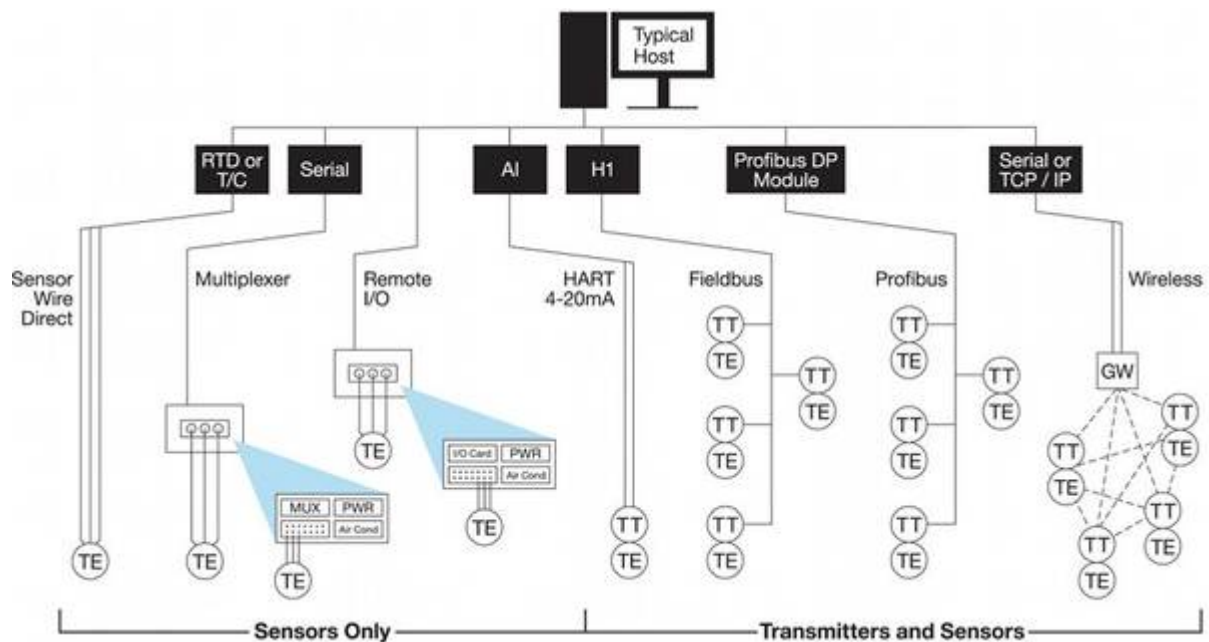 Typical
Host
RTD or
T/C
Serial
AI
H1
Profibus DP
Module
Serial or
TCP / IP
Sensor
Wire
Direct
Multiplexer
Remote
I/O
HART
4-20mA
Fieldbus
Profibus
Wireless
TT
TE
TT
TE
TT
TE
TT
TE
GW
TT
TE
TT
TE
TT
TE
TT
TE
TT
TE
TT
TE
TT
TE
TT
TE
TE
I/O Card
PWR
Air Cond
TE
MUX
PWR
Air Cond
TE
TE
TE
TT
TE
Sensors Only
Transmitters and Sensors